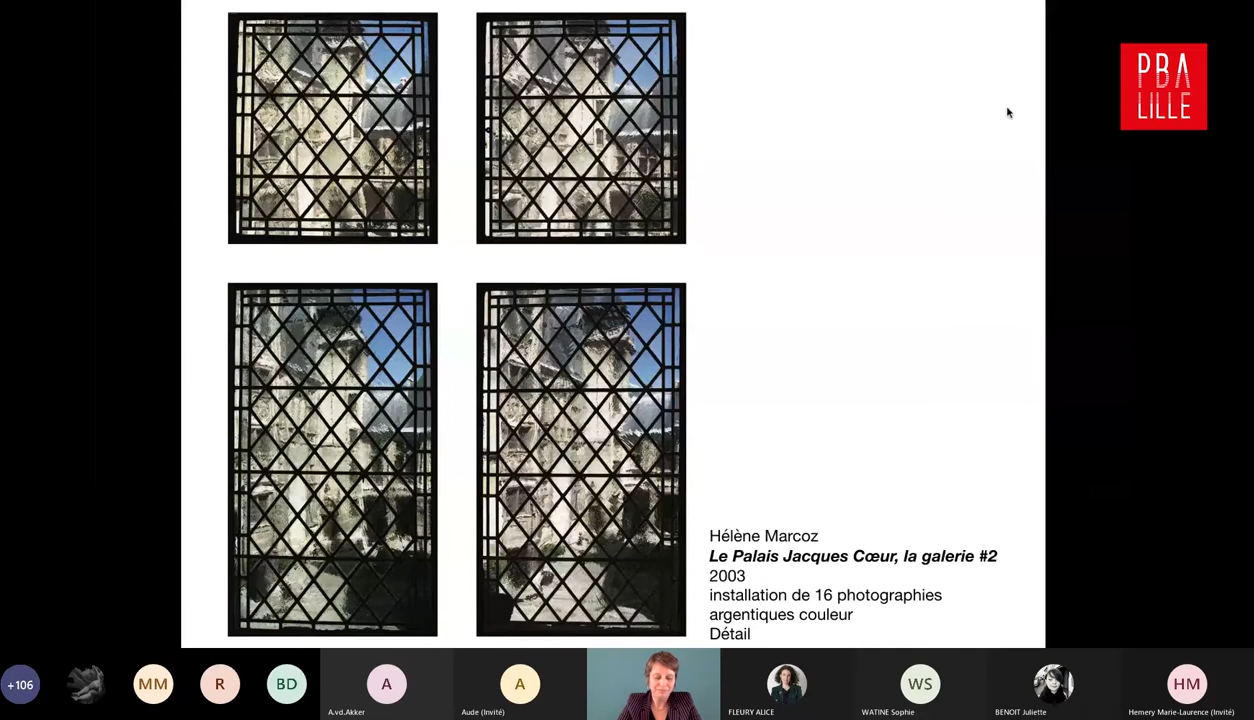 PBA
LILLE
Hélène Marcoz
Le Palais Jacques Cœur, la galerie #2
2003
installation de 16 photographies
argentiques couleur
Détail
+106
MM
R
BD
A
A
WS
HM
A.vd.Akker
Aude (Invité)
FLEURY ALICE
WATINE Sophie
BENOIT Juliette
Hemery Marie-Laurence (Invité)